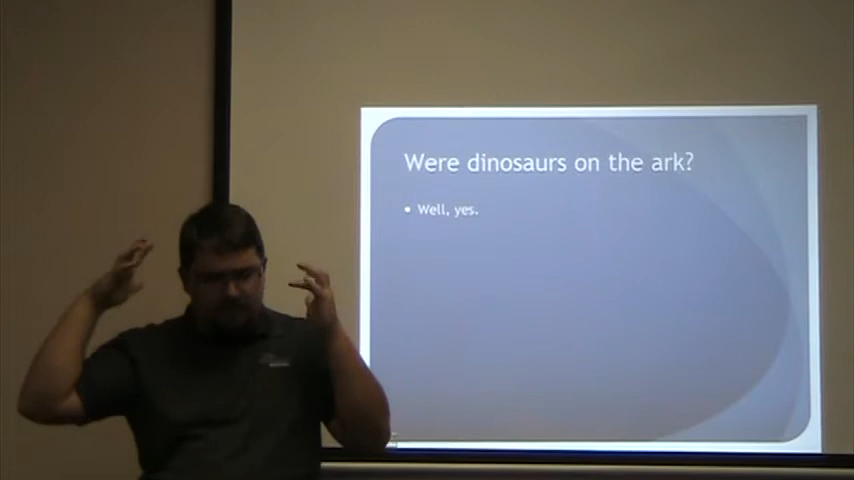 Were dinosaurs on the ark?
Well, yes.